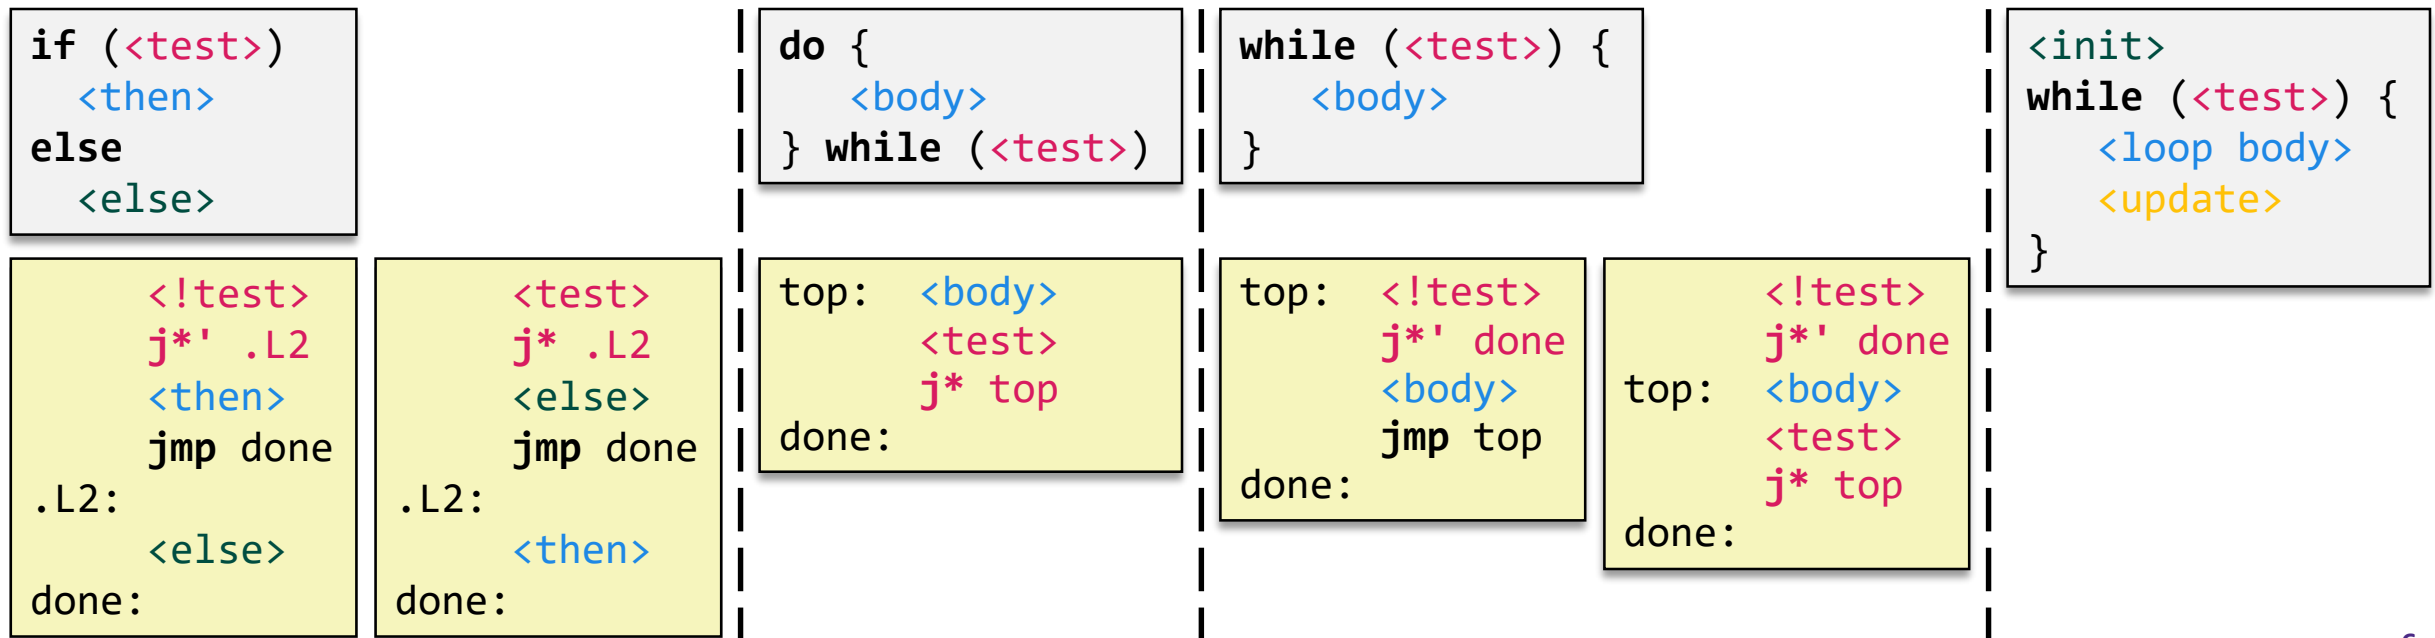 if (<test>)
  <then>
else
  <else>
     <!test>
     j*' .L2
     <then>
     jmp done
.L2:
     <else>
done:
     <test>
     j* .L2
     <else>
     jmp done
.L2:
     <then>
done:
do {
   <body>
} while (<test>)
top:  <body>
      <test>
      j* top
done:
while (<test>) {
   <body>
}
top:  <!test>
      j*' done
      <body>
      jmp top
done:
      <!test>
      j*' done
top:  <body>
      <test>
      j* top
done:
<init>
while (<test>) {
   <loop body>
   <update>
}